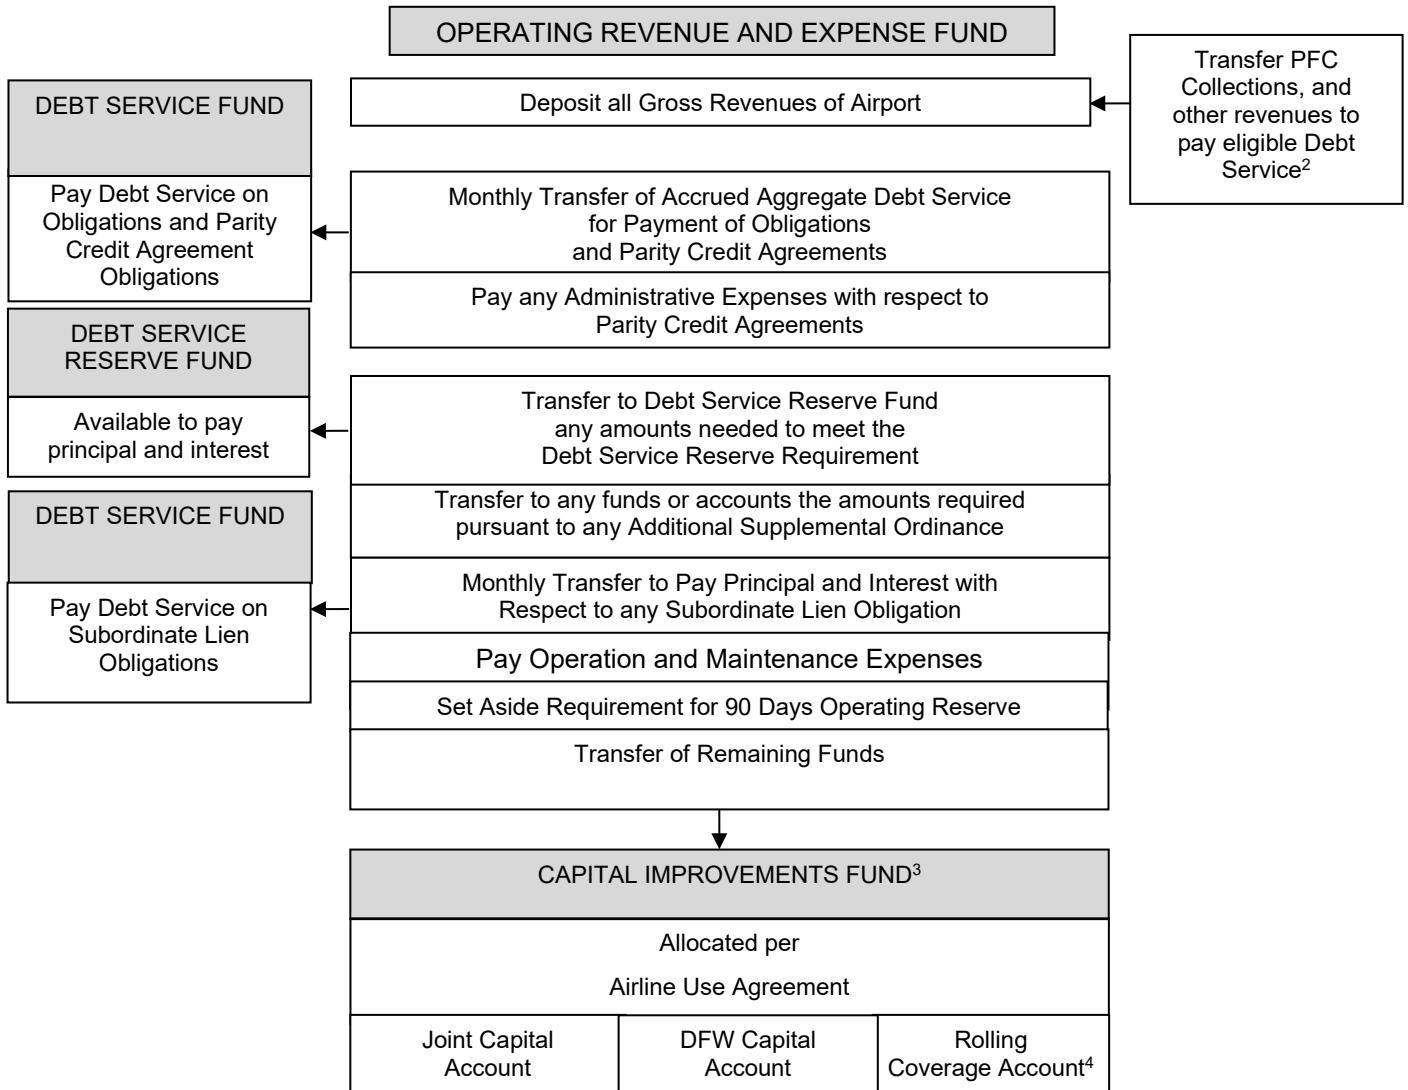 OPERATING REVENUE AND EXPENSE FUND
Transfer PFC
Collections, and
other revenues to
pay eligible Debt
Service²
Deposit all Gross Revenues of Airport
DEBT SERVICE FUND
Pay Debt Service on
Obligations and Parity
Credit Agreement
Obligations
Monthly Transfer of Accrued Aggregate Debt Service
for Payment of Obligations
and Parity Credit Agreements
Pay any Administrative Expenses with respect to
Parity Credit Agreements
DEBT SERVICE
RESERVE FUND
Available to pay
principal and interest
Transfer to Debt Service Reserve Fund
any amounts needed to meet the
Debt Service Reserve Requirement
Transfer to any funds or accounts the amounts required
pursuant to any Additional Supplemental Ordinance
DEBT SERVICE FUND
Pay Debt Service on
Subordinate Lien
Obligations
Monthly Transfer to Pay Principal and Interest with
Respect to any Subordinate Lien Obligation
Pay Operation and Maintenance Expenses
Set Aside Requirement for 90 Days Operating Reserve
Transfer of Remaining Funds
CAPITAL IMPROVEMENTS FUND³
Allocated per
Airline Use Agreement
Joint Capital
Account
DFW Capital
Account
Rolling
Coverage Account⁴